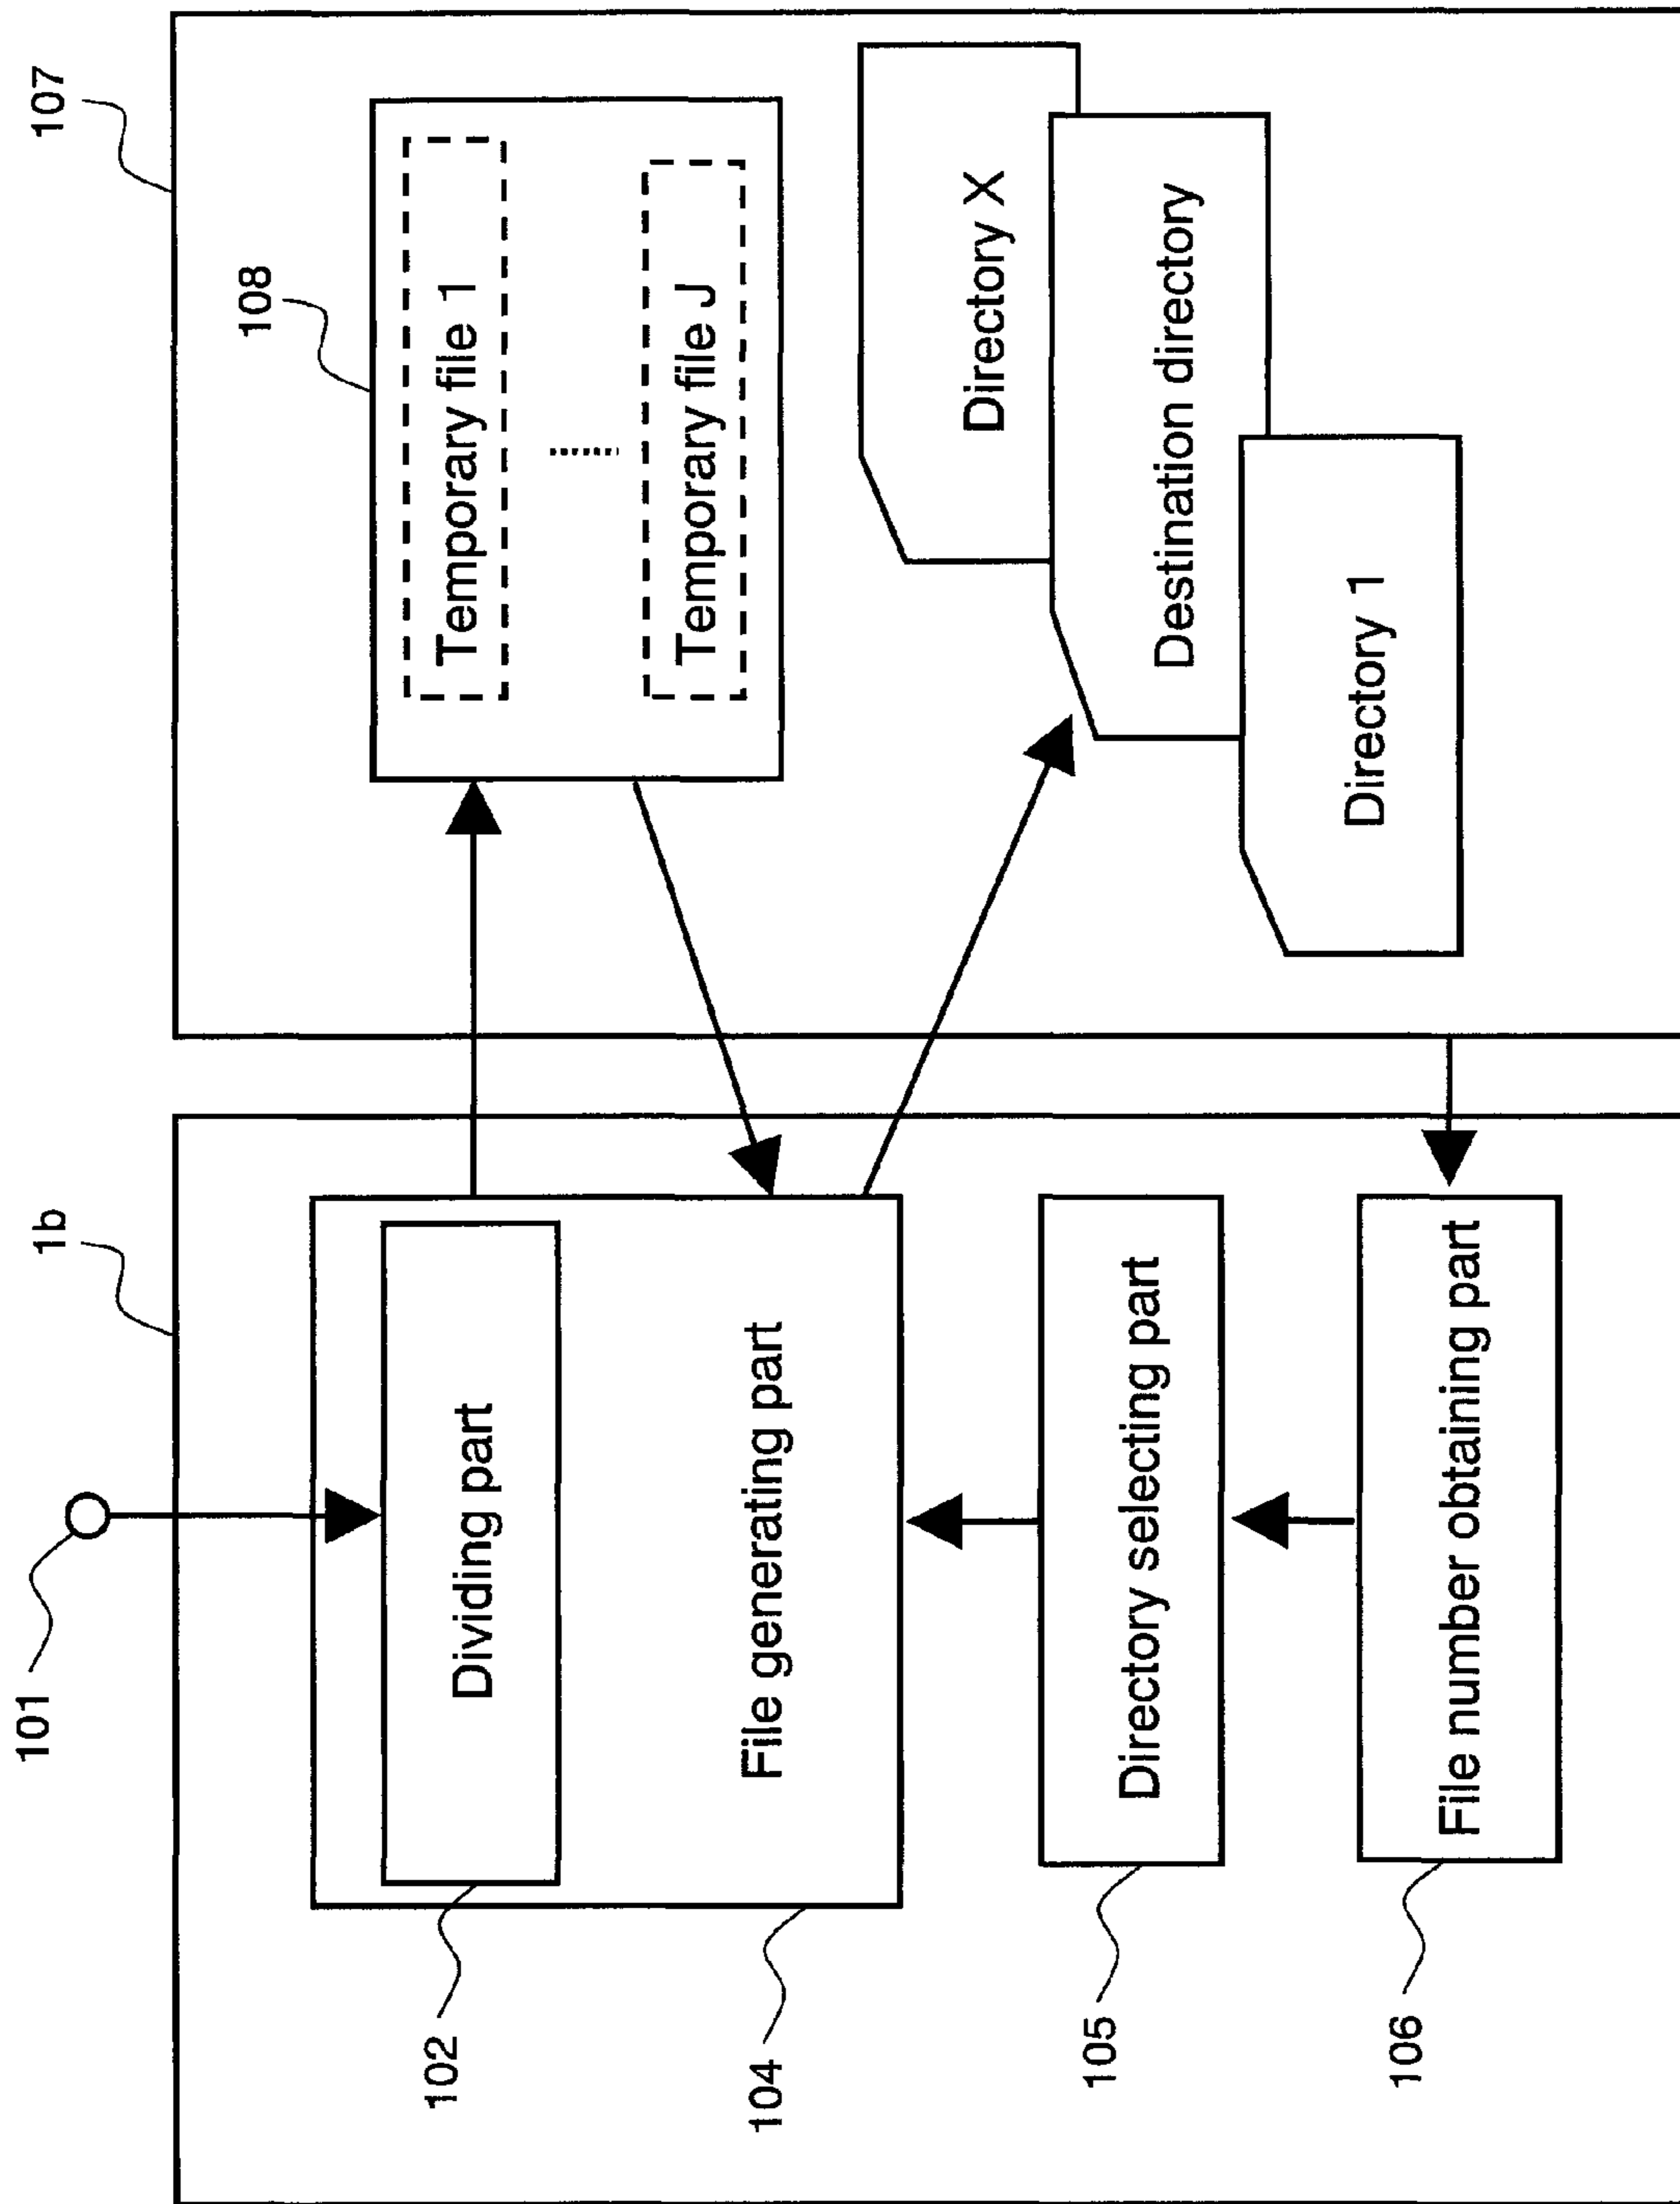 101
1b
107
102
Dividing part
104
File generating part
105
Directory selecting part
106
File number obtaining part
108
Temporary file 1
Temporary file J
Directory X
Destination directory
Directory 1